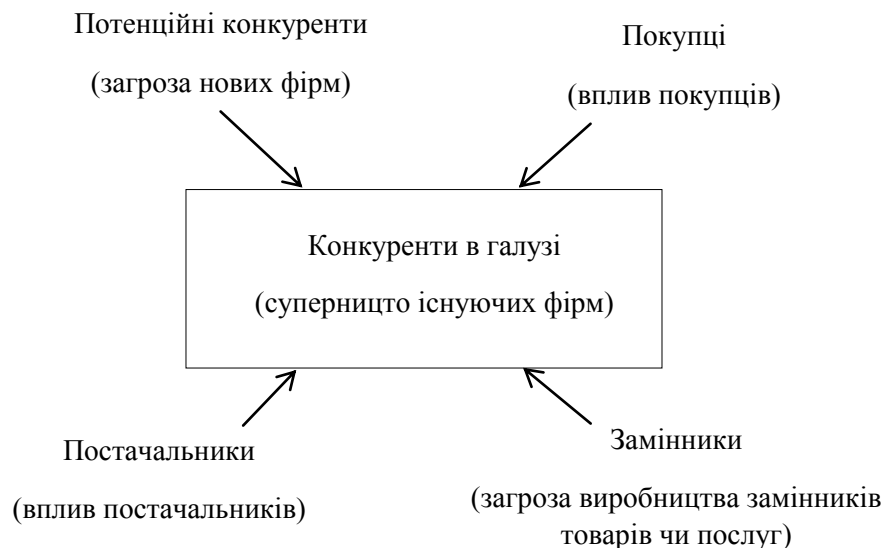 Потенційні конкуренти
(загроза нових фірм)
Покупці
(вплив покупців)
Конкуренти в галузі
(суперницто існуючих фірм)
Постачальники
(вплив постачальників)
Замінники
(загроза виробництва замінників
товарів чи послуг)